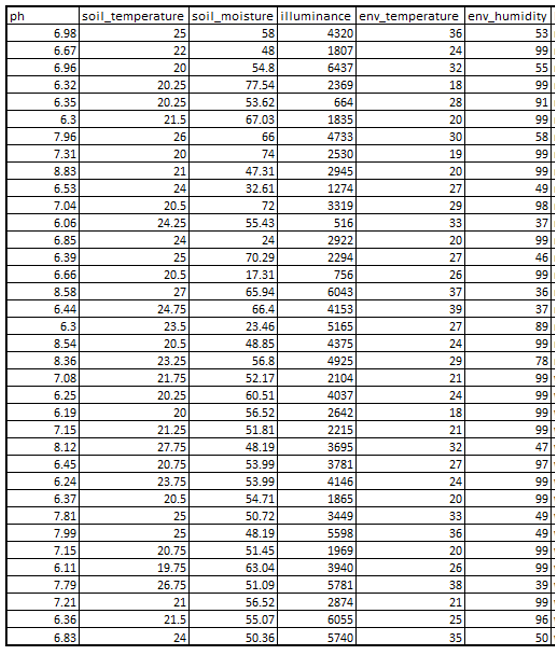 ph soil_temperature soil_moisture illuminance env_temperature env_humidity
6.98 25 58 4320 36 53
6.67 22 48 1807 24 99
6.96 20 54.8 6437 32 55
6.32 20.25 77.54 2369 18 99
6.35 20.25 53.62 664 28 91
6.3 21.5 67.03 1835 20 99
7.96 26 66 4733 30 58
7.31 20 74 2530 19 99
8.83 21 47.31 2945 20 99
6.53 24 32.61 1274 27 49
7.04 20.5 72 3319 29 98
6.06 24.25 55.43 516 33 37
6.85 24 24 2922 20 99
6.39 25 70.29 2294 27 46
6.66 20.5 17.31 756 26 99
8.58 27 65.94 6043 37 36
6.44 24.75 66.4 4153 39 37
6.3 23.5 23.46 5165 27 89
8.54 20.5 48.85 4375 24 99
8.36 23.25 56.8 4925 29 78
7.08 21.75 52.17 2104 21 99
6.25 20.25 60.51 4037 24 99
6.19 20 56.52 2642 18 99
7.15 21.25 51.81 2215 21 99
8.12 27.75 48.19 3695 32 47
6.45 20.75 53.99 3781 27 97
6.24 23.75 53.99 4146 24 99
6.37 20.5 54.71 1865 20 99
7.81 25 50.72 3449 33 49
7.99 25 48.19 5598 36 49
7.15 20.75 51.45 1969 20 99
6.11 19.75 63.04 3940 26 99
7.79 26.75 51.09 5781 38 39
7.21 21 56.52 2874 21 99
6.36 21.5 55.07 6055 25 96
6.83 24 50.36 5740 35 50